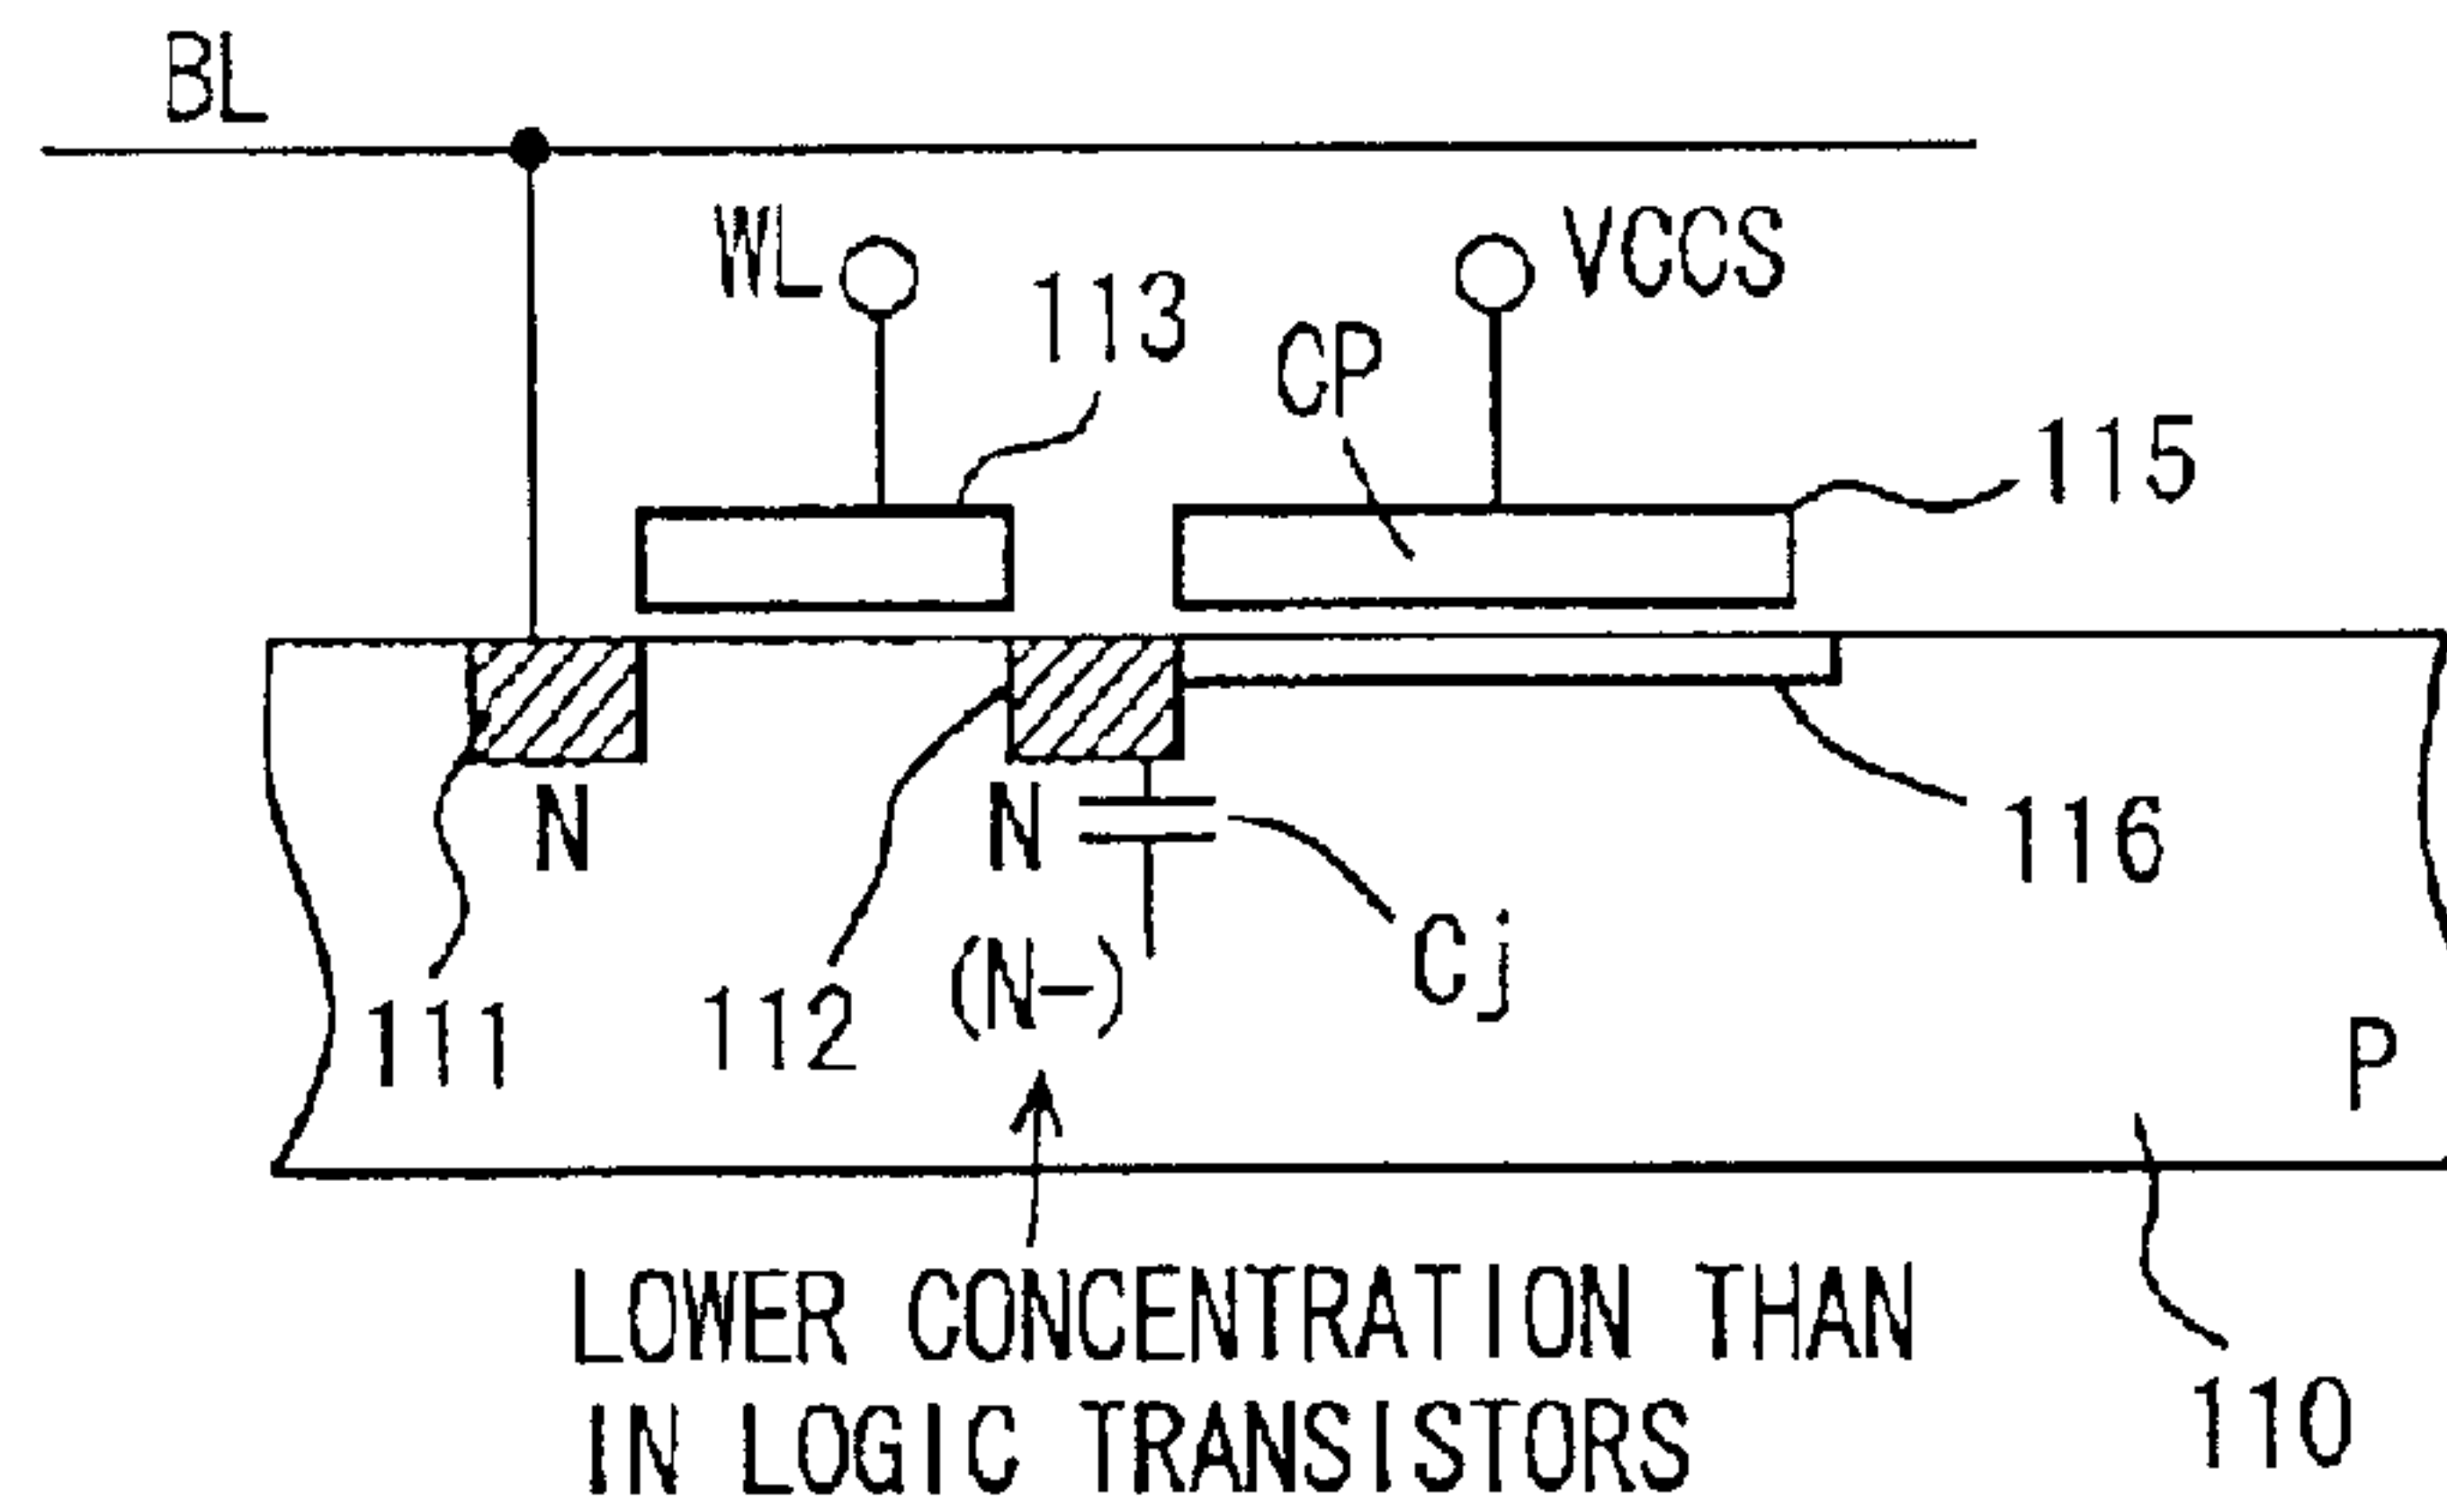 BL
WL
VCCS
113
CP
115
N
N
116
(N-)
Cj
111
112
P
LOWER CONCENTRATION THAN
IN LOGIC TRANSISTORS
110